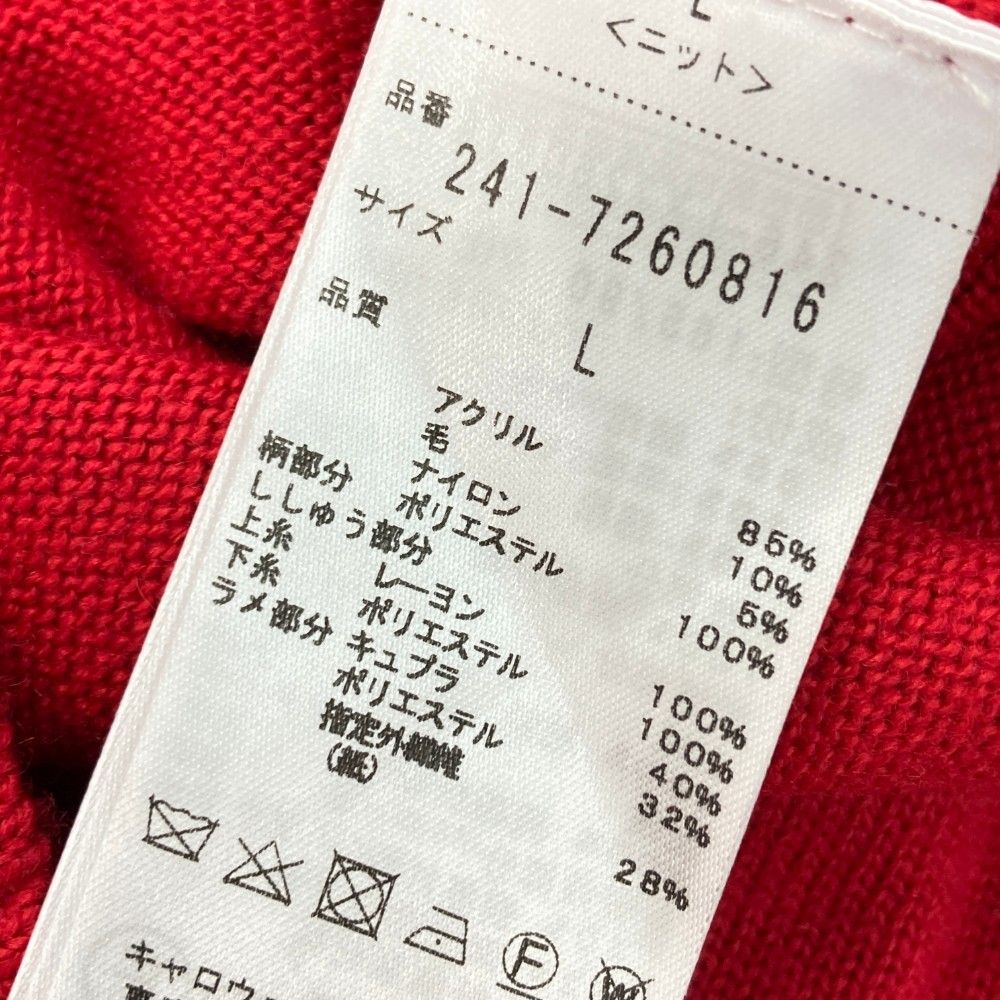 L
<ニット>
品番
241-7260816
サイズ
L
品質
アクリル 85%
毛 10%
ナイロン 5%
柄部分 ポリエステル 100%
ししゅう部分
上糸 レーヨン 100%
下糸 ポリエステル 100%
ラメ部分 キュプラ 40%
ポリエステル 32%
指定外繊維
(紙) 28%
F
キャロウ